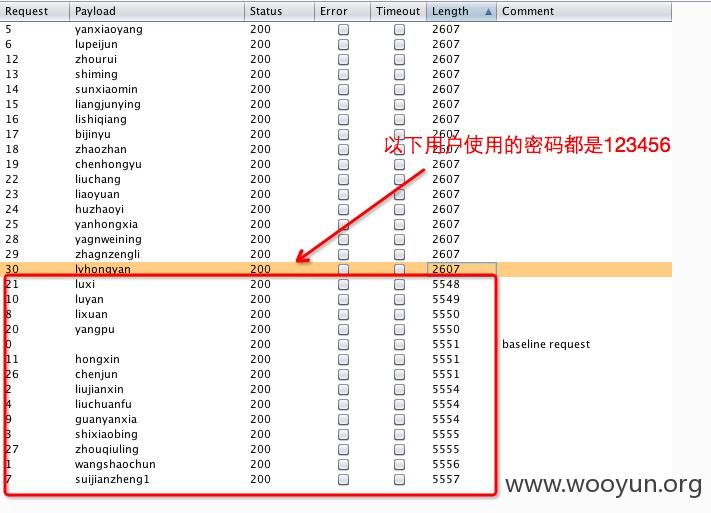 Request Payload Status Error Timeout Length Comment
5 yanxiaoyang 200 2607
6 lupeijun 200 2607
12 zhourui 200 2607
13 shiming 200 2607
14 sunxiaomin 200 2607
15 liangjunying 200 2607
16 lishiqiang 200 2607
17 bijinyu 200 2607
以下用户使用的密码都是123456
18 zhaozhan 200 2607
19 chenhongyu 200 2607
22 liuchang 200 2607
23 liaoyuan 200 2607
24 huzhaoyi 200 2607
25 yanhongxia 200 2607
28 yagnweining 200 2607
29 zhagnzengli 200 2607
30 lyhongyan 200 2607
21 luxi 200 5548
10 luyan 200 5549
8 lixuan 200 5550
20 yangpu 200 5550
0 200 5551 baseline request
11 hongxin 200 5551
26 chenjun 200 5551
2 liujianxin 200 5554
4 liuchuanfu 200 5554
9 guanyanxia 200 5554
3 shixiaobing 200 5555
27 zhouqiuling 200 5555
1 wangshaochun 200 5556
7 suijianzheng1 200 5557
www.wooyun.org